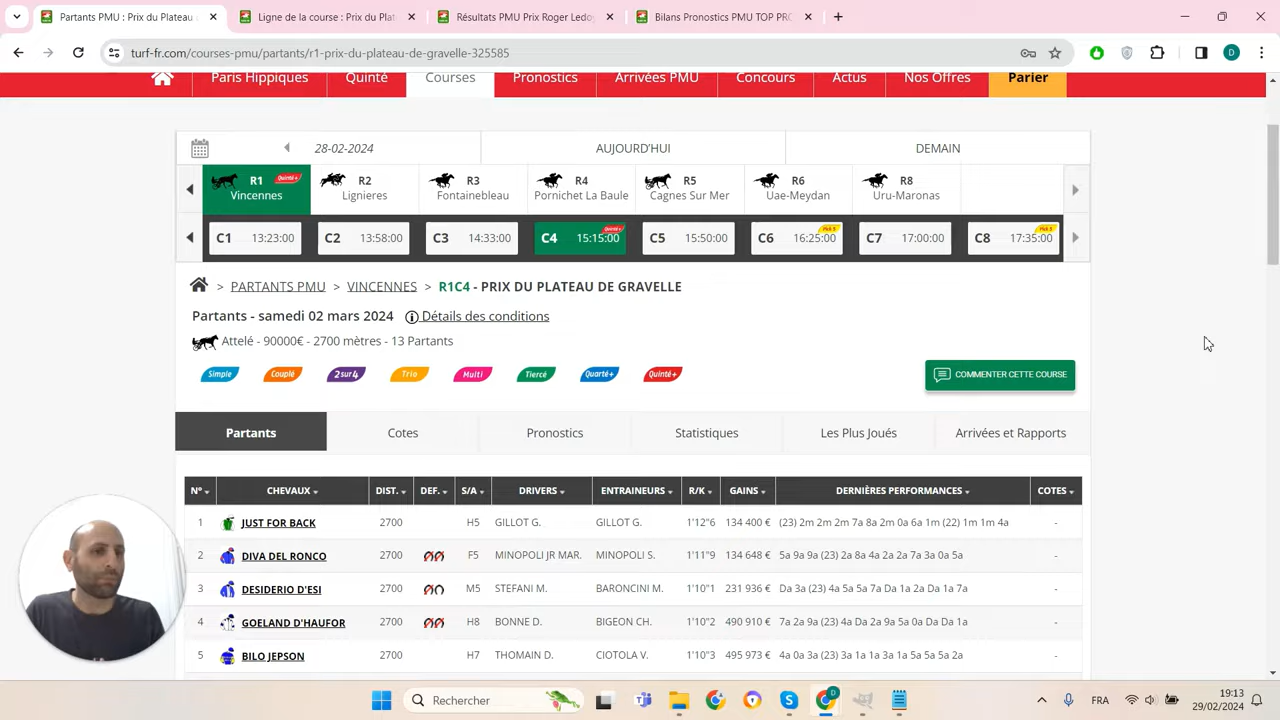 Partants PMU : Prix du Plateau
Ligne de la course : Prix du Plat
Résultats PMU Prix Roger Ledo
Bilans Pronostics PMU TOP PRO
turf-fr.com/courses-pmu/partants/r1-prix-du-plateau-de-gravelle-325585
D
Paris Hippiques Quinté Courses Pronostics Arrivées PMU Concours Actus Nos Offres Parier
28-02-2024 AUJOURD'HUI DEMAIN
R1 Quinté+ R2 R3 R4 R5 R6 R8
Vincennes Lignieres Fontainebleau Pornichet La Baule Cagnes Sur Mer Uae-Meydan Uru-Maronas
C1 13:23:00 C2 13:58:00 C3 14:33:00 C4 15:15:00 Quinté+ C5 15:50:00 C6 16:25:00 Pick 5 C7 17:00:00 C8 17:35:00 Pick 5
> PARTANTS PMU > VINCENNES > R1C4 - PRIX DU PLATEAU DE GRAVELLE
Partants - samedi 02 mars 2024 Détails des conditions
Attelé - 90000€ - 2700 mètres - 13 Partants
Simple Couplé 2sur4 Trio Multi Tiercé Quarté+ Quinté+ COMMENTER CETTE COURSE
Partants Cotes Pronostics Statistiques Les Plus Joués Arrivées et Rapports
N° CHEVAUX DIST. DEF. S/A DRIVERS ENTRAINEURS R/K GAINS DERNIÈRES PERFORMANCES COTES
1 JUST FOR BACK 2700 H5 GILLOT G. GILLOT G. 1'12"6 134 400 € (23) 2m 2m 2m 7a 8a 2m 0a 6a 1m (22) 1m 1m 4a -
2 DIVA DEL RONCO 2700 F5 MINOPOLI JR MAR. MINOPOLI S. 1'11"9 134 648 € 5a 9a 9a (23) 2a 8a 4a 2a 2a 7a 3a 0a 5a -
3 DESIDERIO D'ESI 2700 M5 STEFANI M. BARONCINI M. 1'10"1 231 936 € Da 3a (23) 4a 5a 5a 7a Da 1a 2a Da 1a 7a -
4 GOELAND D'HAUFOR 2700 H8 BONNE D. BIGEON CH. 1'10"2 490 910 € 7a 2a 9a (23) 4a Da 2a 9a 5a 0a Da Da 1a -
5 BILO JEPSON 2700 H7 THOMAIN D. CIOTOLA V. 1'10"3 495 973 € 4a 0a 3a (23) 3a 1a 1a 3a 1a 5a 5a 5a 2a -
Rechercher
FRA
19:13
29/02/2024